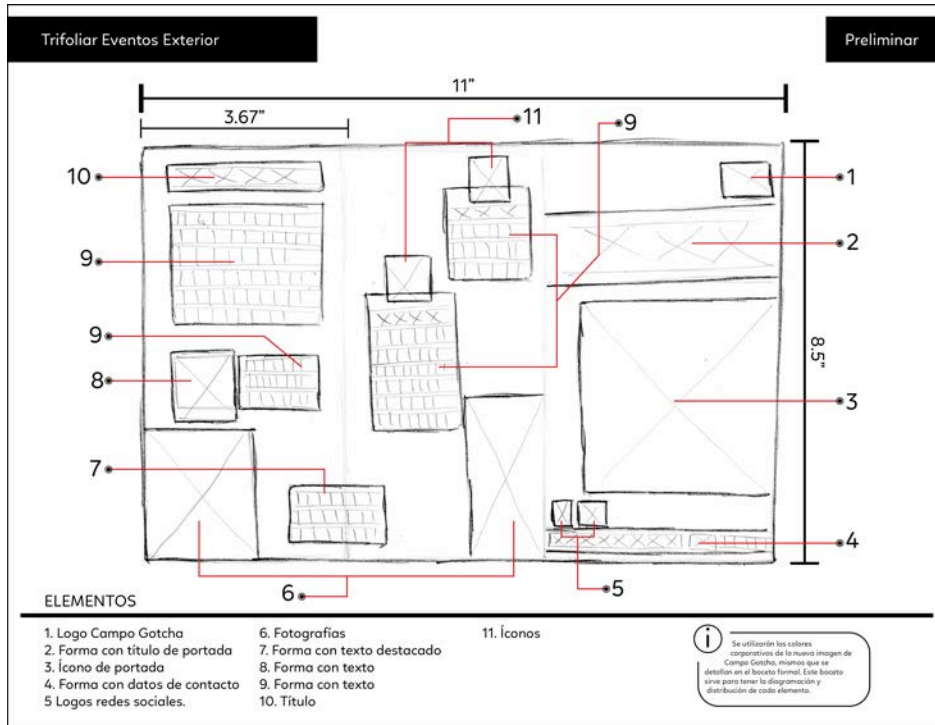 Trifoliar Eventos Exterior
Preliminar
11”
3.67”
11
9
10
1
9
2
9
8.5”
8
3
7
4
6
5
ELEMENTOS
1. Logo Campo Gotcha
2. Forma con título de portada
3. Ícono de portada
4. Forma con datos de contacto
5 Logos redes sociales.
6. Fotografías
7. Forma con texto destacado
8. Forma con texto
9. Forma con texto
10. Título
11. Íconos
i
Se utilizarán los colores
corporativos de la nueva imagen de
Campo Gotcha, mismos que se
detallan en el boceto formal. Este boceto
sirve para tener la diagramación y
distribución de cada elemento.